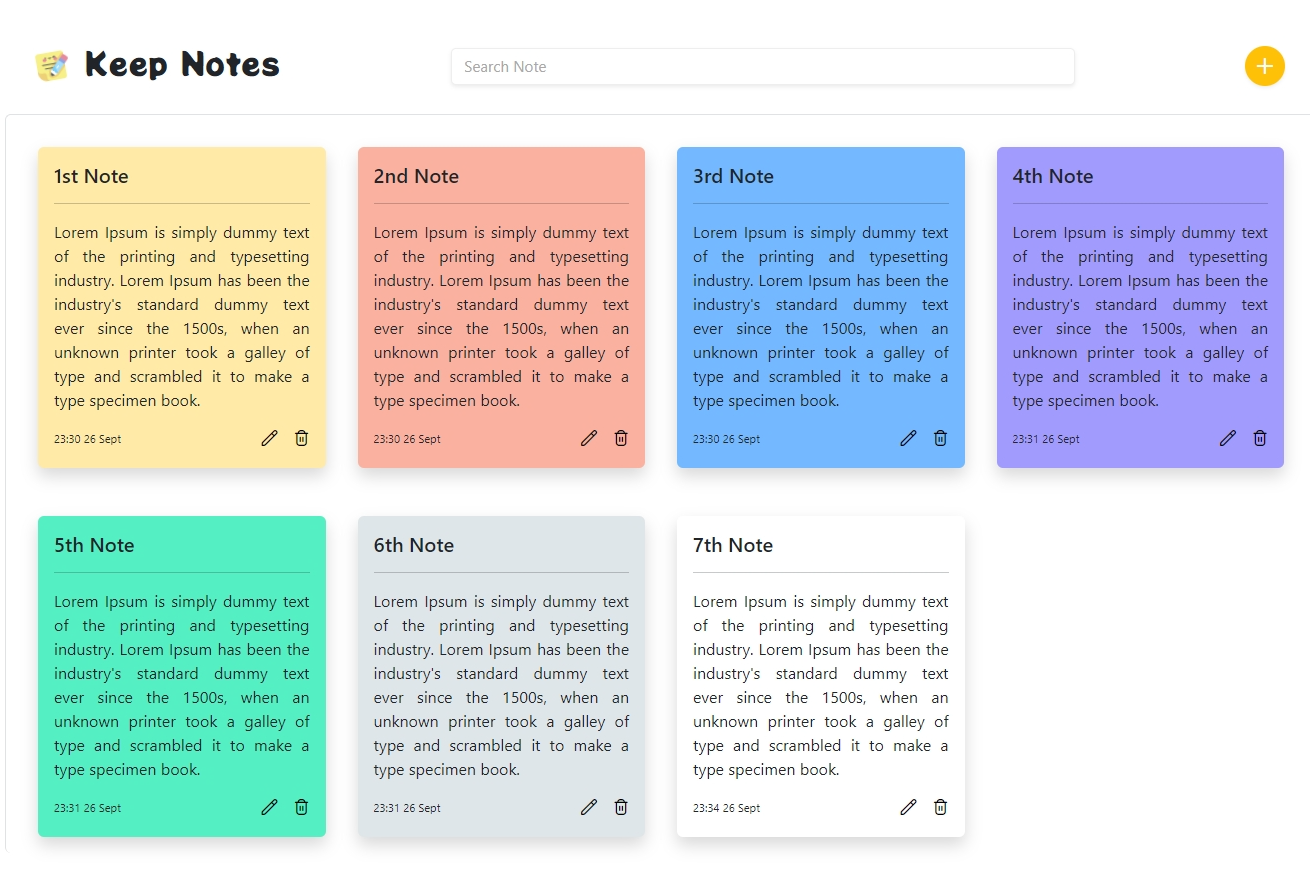 Keep Notes
Search Note
1st Note
Lorem Ipsum is simply dummy text
of the printing and typesetting
industry. Lorem Ipsum has been the
industry's standard dummy text
ever since the 1500s, when an
unknown printer took a galley of
type and scrambled it to make a
type specimen book.
23:30 26 Sept
2nd Note
Lorem Ipsum is simply dummy text
of the printing and typesetting
industry. Lorem Ipsum has been the
industry's standard dummy text
ever since the 1500s, when an
unknown printer took a galley of
type and scrambled it to make a
type specimen book.
23:30 26 Sept
3rd Note
Lorem Ipsum is simply dummy text
of the printing and typesetting
industry. Lorem Ipsum has been the
industry's standard dummy text
ever since the 1500s, when an
unknown printer took a galley of
type and scrambled it to make a
type specimen book.
23:30 26 Sept
4th Note
Lorem Ipsum is simply dummy text
of the printing and typesetting
industry. Lorem Ipsum has been the
industry's standard dummy text
ever since the 1500s, when an
unknown printer took a galley of
type and scrambled it to make a
type specimen book.
23:31 26 Sept
5th Note
Lorem Ipsum is simply dummy text
of the printing and typesetting
industry. Lorem Ipsum has been the
industry's standard dummy text
ever since the 1500s, when an
unknown printer took a galley of
type and scrambled it to make a
type specimen book.
23:31 26 Sept
6th Note
Lorem Ipsum is simply dummy text
of the printing and typesetting
industry. Lorem Ipsum has been the
industry's standard dummy text
ever since the 1500s, when an
unknown printer took a galley of
type and scrambled it to make a
type specimen book.
23:31 26 Sept
7th Note
Lorem Ipsum is simply dummy text
of the printing and typesetting
industry. Lorem Ipsum has been the
industry's standard dummy text
ever since the 1500s, when an
unknown printer took a galley of
type and scrambled it to make a
type specimen book.
23:34 26 Sept